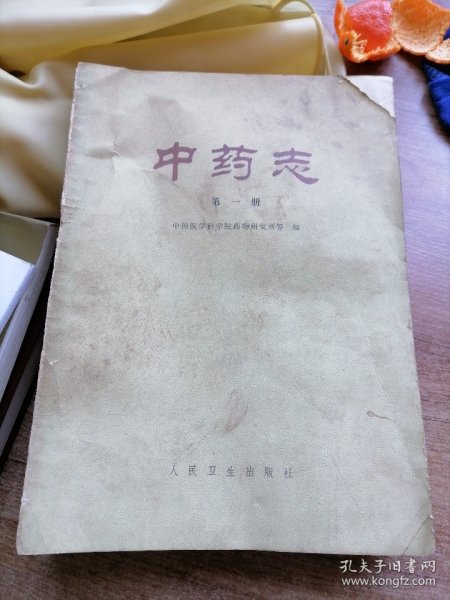 中药志
第一册
中国医学科学院药物研究所等 编
人民卫生出版社
孔夫子旧书网
www.kongfz.com